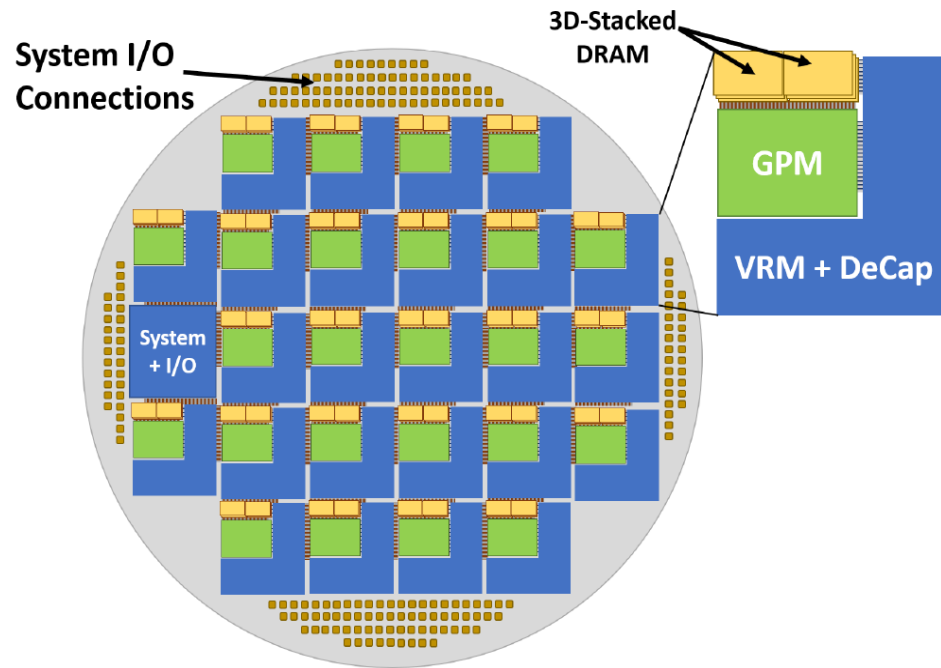 System I/O
Connections
3D-Stacked
DRAM
GPM
VRM + DeCap
System
+ I/O